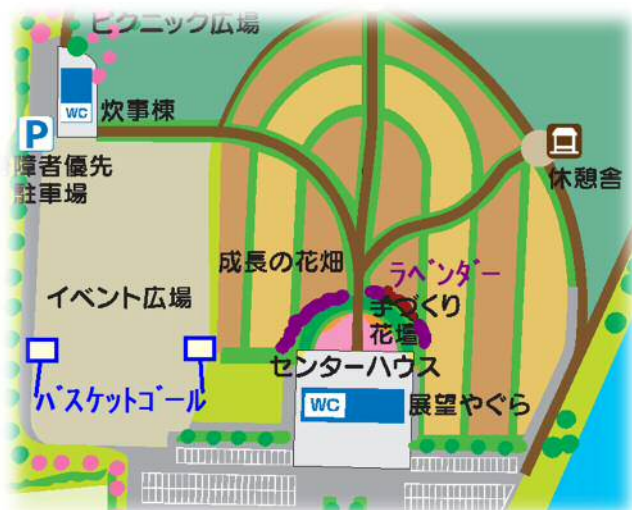 ピクニック広場
WC
炊事棟
P
障者優先
駐車場
休憩舎
成長の花畑
ラベンダー
イベント広場
手づくり
花壇
センターハウス
バスケットゴール
WC
展望やぐら